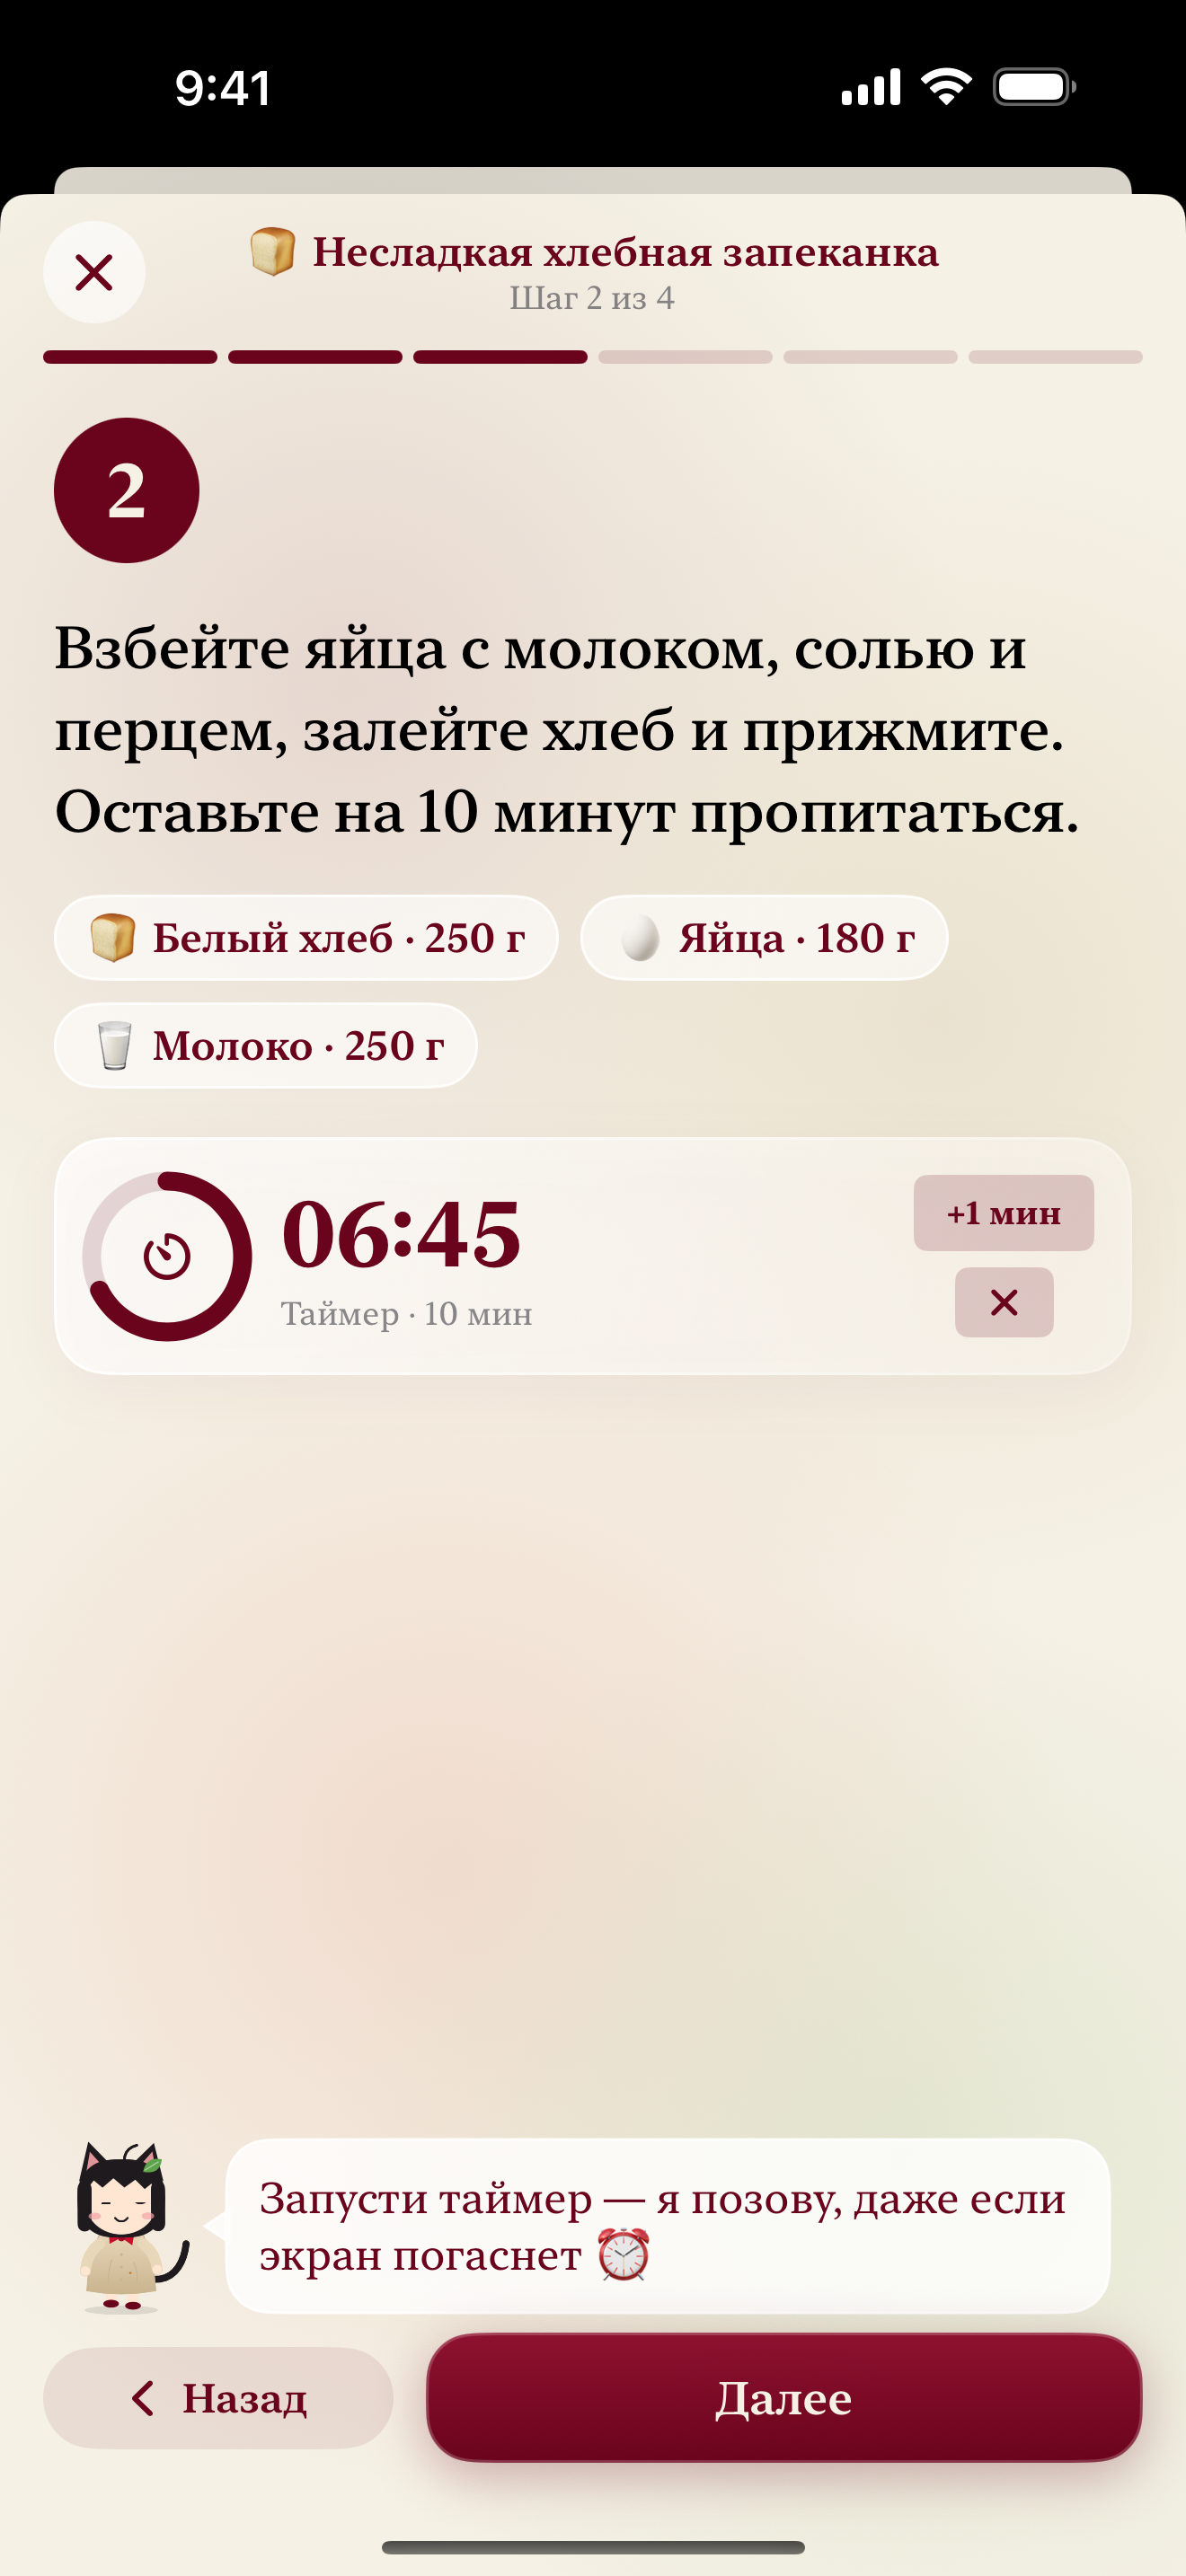 9:41
Несладкая хлебная запеканка
Шаг 2 из 4
2
Взбейте яйца с молоком, солью и
перцем, залейте хлеб и прижмите.
Оставьте на 10 минут пропитаться.
Белый хлеб · 250 г
Яйца · 180 г
Молоко · 250 г
06:45
Таймер · 10 мин
+1 мин
Запусти таймер — я позову, даже если
экран погаснет ⏰
Назад
Далее